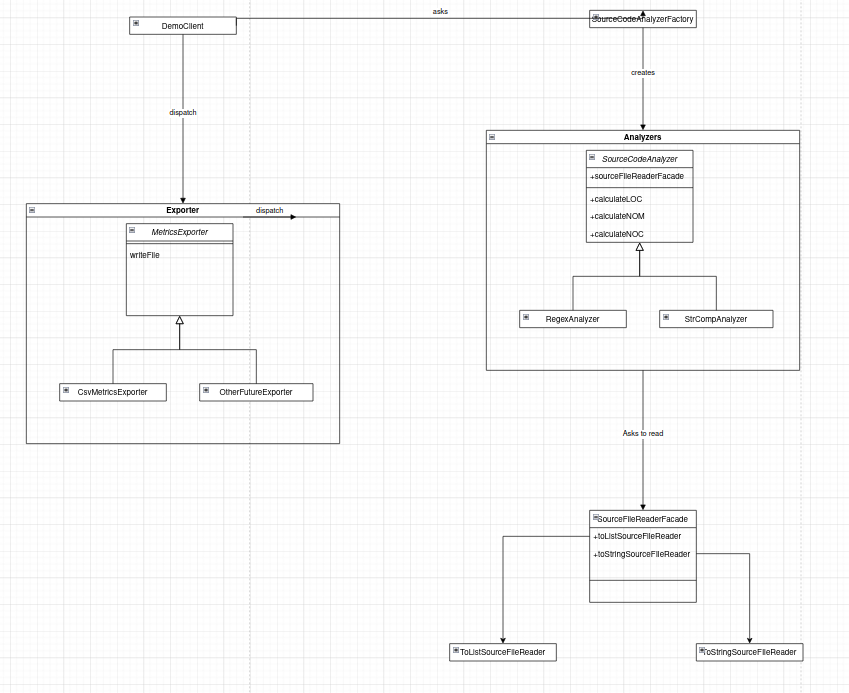 asks
DemoClient
SourceCodeAnalyzerFactory
creates
dispatch
Analyzers
SourceCodeAnalyzer
+sourceFileReaderFacade
+calculateLOC
+calculateNOM
+calculateNOC
RegexAnalyzer
StrCompAnalyzer
Exporter
dispatch
MetricsExporter
writeFile
CsvMetricsExporter
OtherFutureExporter
Asks to read
SourceFileReaderFacade
+toListSourceFileReader
+toStringSourceFileReader
ToListSourceFileReader
ToStringSourceFileReader